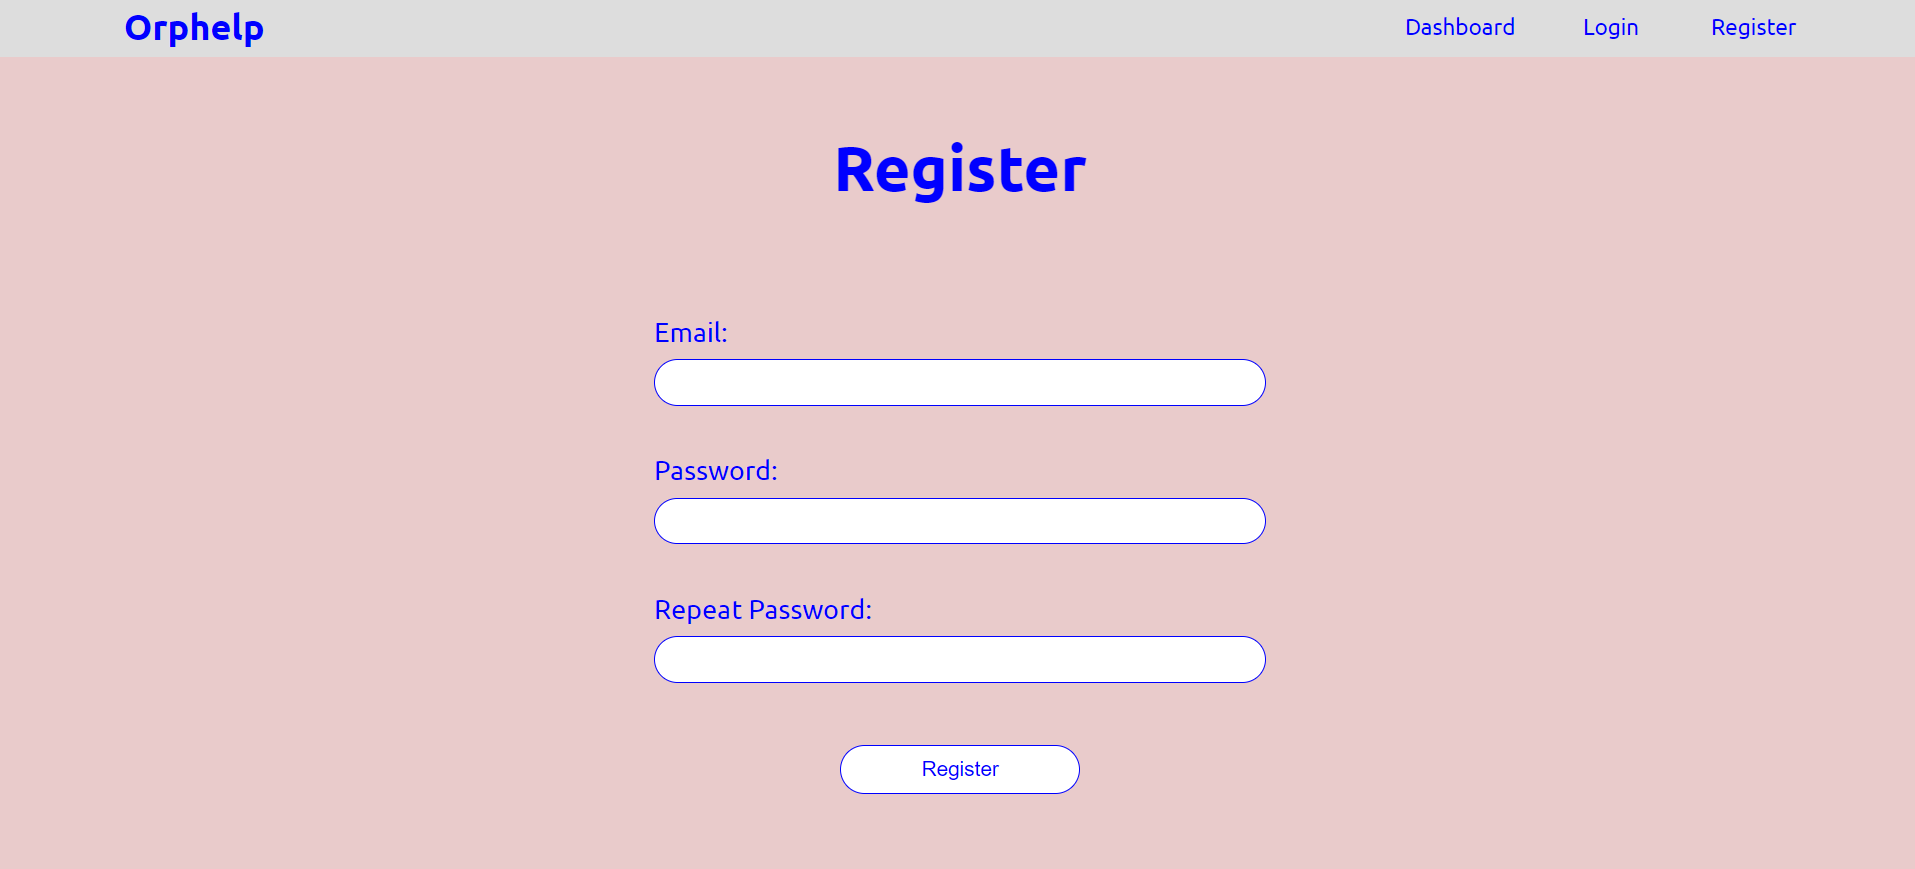 Orphelp Dashboard Login Register
Register
Email:
Password:
Repeat Password:
Register